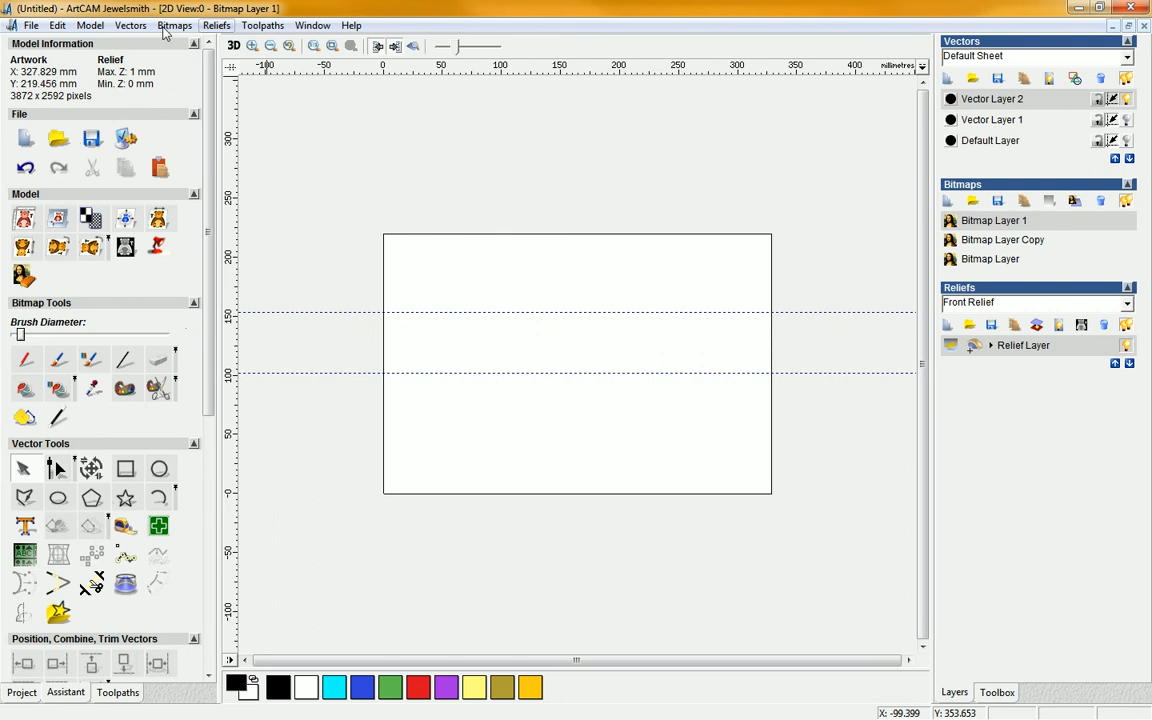 (Untitled) - ArtCAM Jewelsmith - [2D View:0 - Bitmap Layer 1]
File Edit Model Vectors Bitmaps Reliefs Toolpaths Window Help
Model Information
Artwork Relief
X: 327.829 mm Max. Z: 1 mm
Y: 219.456 mm Min. Z: 0 mm
3872 x 2592 pixels
File
Model
Bitmap Tools
Brush Diameter:
Vector Tools
Position, Combine, Trim Vectors
Project Assistant Toolpaths
3D
-100 -50 0 50 100 150 200 250 300 350 400 millimetres
300
250
200
150
100
50
-0
-50
-100
Vectors
Default Sheet
Vector Layer 2
Vector Layer 1
Default Layer
Bitmaps
Bitmap Layer 1
Bitmap Layer Copy
Bitmap Layer
Reliefs
Front Relief
Relief Layer
Layers Toolbox
X: -99.399 Y: 353.653